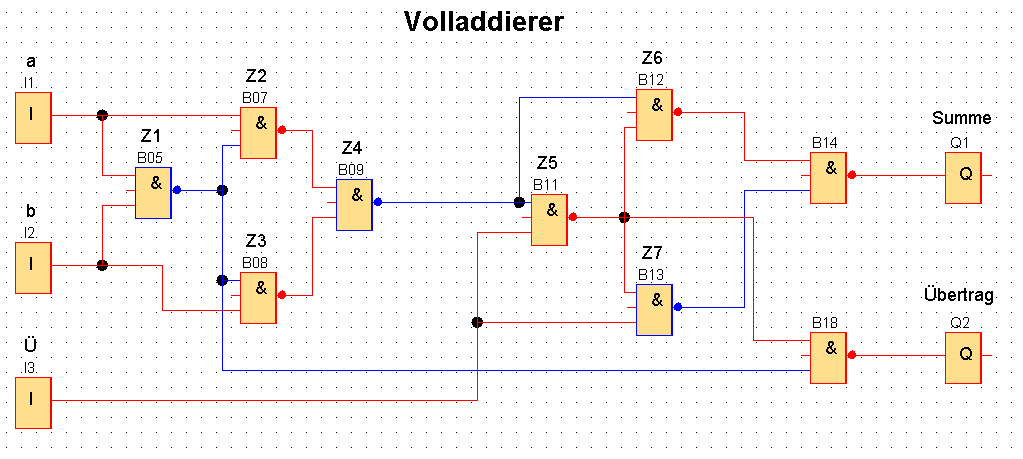 Volladdierer
a
I1
I
b
I2
I
Ü
I3
I
Z1
B05
&
Z2
B07
&
Z3
B08
&
Z4
B09
&
Z5
B11
&
Z6
B12
&
Z7
B13
&
B14
&
B18
&
Summe
Q1
Q
Übertrag
Q2
Q